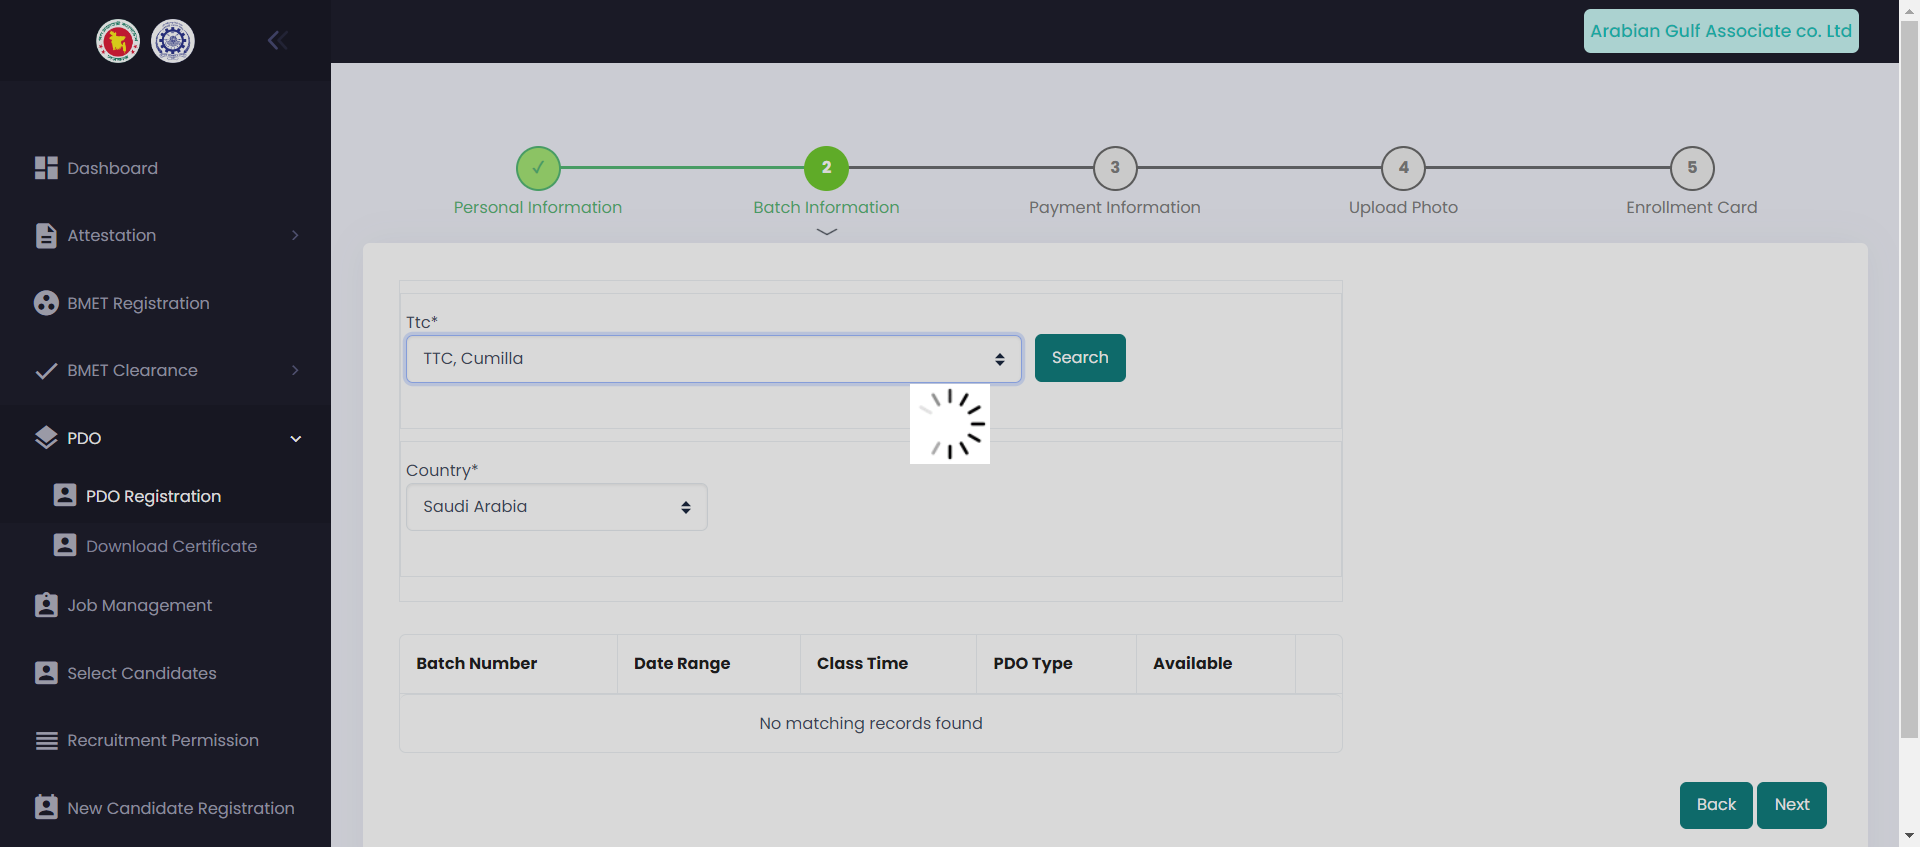 Arabian Gulf Associate co. Ltd
Dashboard
Attestation
BMET Registration
BMET Clearance
PDO
PDO Registration
Download Certificate
Job Management
Select Candidates
Recruitment Permission
New Candidate Registration
✓ 2 3 4 5
Personal Information Batch Information Payment Information Upload Photo Enrollment Card
Ttc*
TTC, Cumilla Search
Country*
Saudi Arabia
Batch Number Date Range Class Time PDO Type Available
No matching records found
Back Next